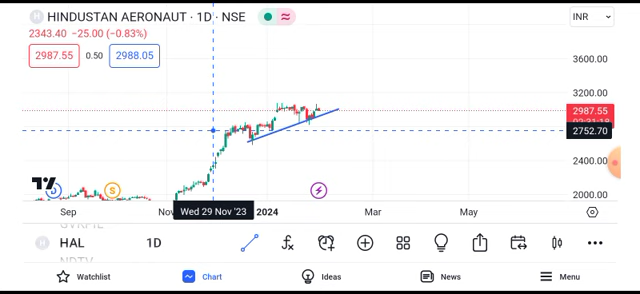 H HINDUSTAN AERONAUT · 1D · NSE
INR
2343.40 −25.00 (−0.83%)
2987.55 0.50 2988.05
3600.00
3200.00
2987.55
2752.70
2400.00
2000.00
S
Sep Nov Wed 29 Nov '23 2024 Mar May
H HAL 1D
Watchlist Chart Ideas News Menu